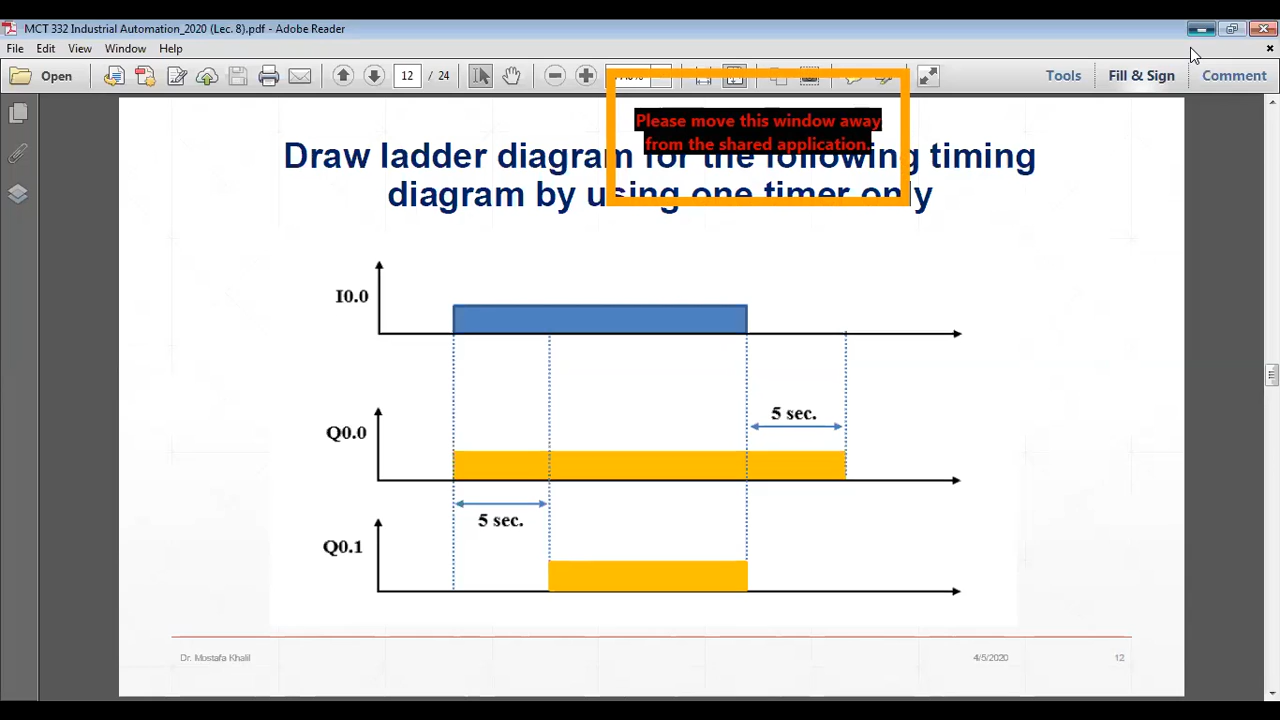 MCT 332 Industrial Automation_2020 (Lec. 8).pdf - Adobe Reader
File Edit View Window Help
Open 12 / 24 Tools Fill & Sign Comment
Please move this window away
from the shared application.
Draw ladder diagram for the following timing
diagram by using one timer only
I0.0
5 sec.
Q0.0
5 sec.
Q0.1
Dr. Mostafa Khalil 4/5/2020 12